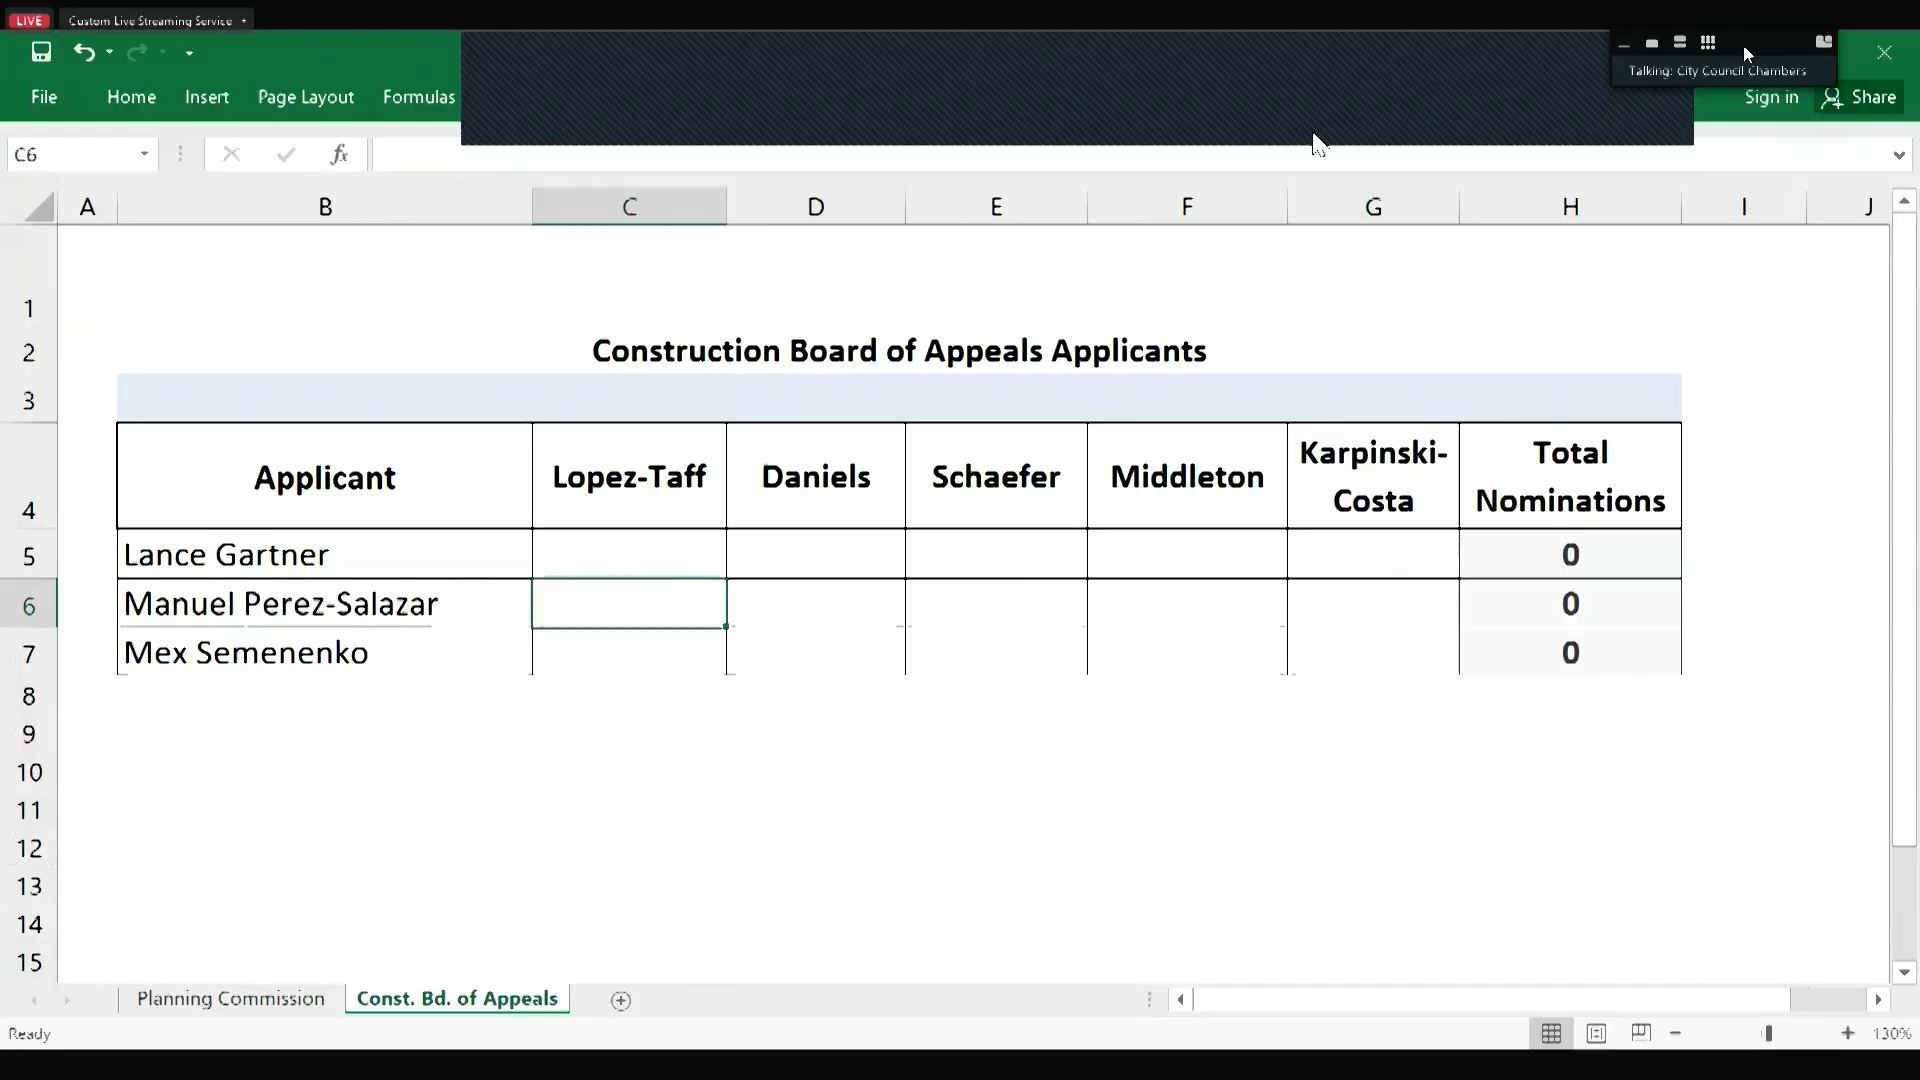 LIVE Custom Live Streaming Service
Talking: City Council Chambers
File Home Insert Page Layout Formulas Sign in Share
C6 fx
A B C D E F G H I J
1
2 Construction Board of Appeals Applicants
3
4 Applicant Lopez-Taff Daniels Schaefer Middleton Karpinski-Costa Total Nominations
5 Lance Gartner 0
6 Manuel Perez-Salazar 0
7 Mex Semenenko 0
8
9
10
11
12
13
14
15
Planning Commission Const. Bd. of Appeals
Ready 130%